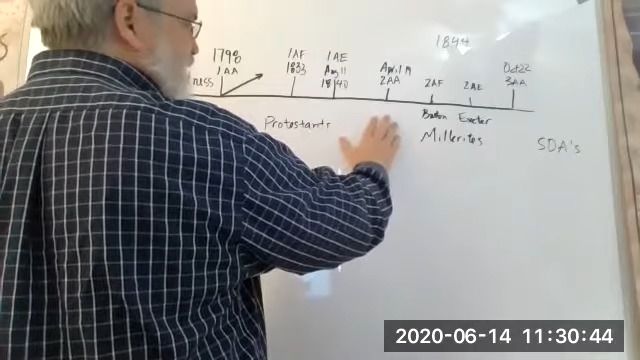 1844
1798 1AF 1AE Oct 22
1AA 1833 Aug 11 April 19 3AA
ness 1840 2AA 2AF 2AE
Boston Exeter
Protestants Millerites SDA's
2020-06-14 11:30:44